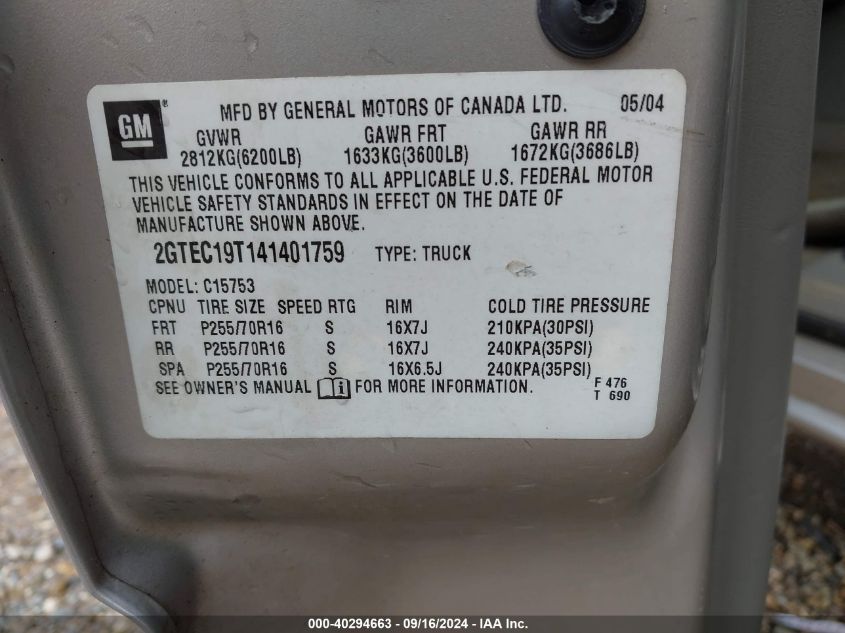 GM ® MFD BY GENERAL MOTORS OF CANADA LTD. 05/04
GVWR GAWR FRT GAWR RR
2812KG(6200LB) 1633KG(3600LB) 1672KG(3686LB)
THIS VEHICLE CONFORMS TO ALL APPLICABLE U.S. FEDERAL MOTOR
VEHICLE SAFETY STANDARDS IN EFFECT ON THE DATE OF
MANUFACTURE SHOWN ABOVE.
2GTEC19T141401759 TYPE: TRUCK
MODEL: C15753
CPNU TIRE SIZE SPEED RTG RIM COLD TIRE PRESSURE
FRT P255/70R16 S 16X7J 210KPA(30PSI)
RR P255/70R16 S 16X7J 240KPA(35PSI)
SPA P255/70R16 S 16X6.5J 240KPA(35PSI)
SEE OWNER'S MANUAL i FOR MORE INFORMATION. F 476
T 690
000-40294663 - 09/16/2024 - IAA Inc.